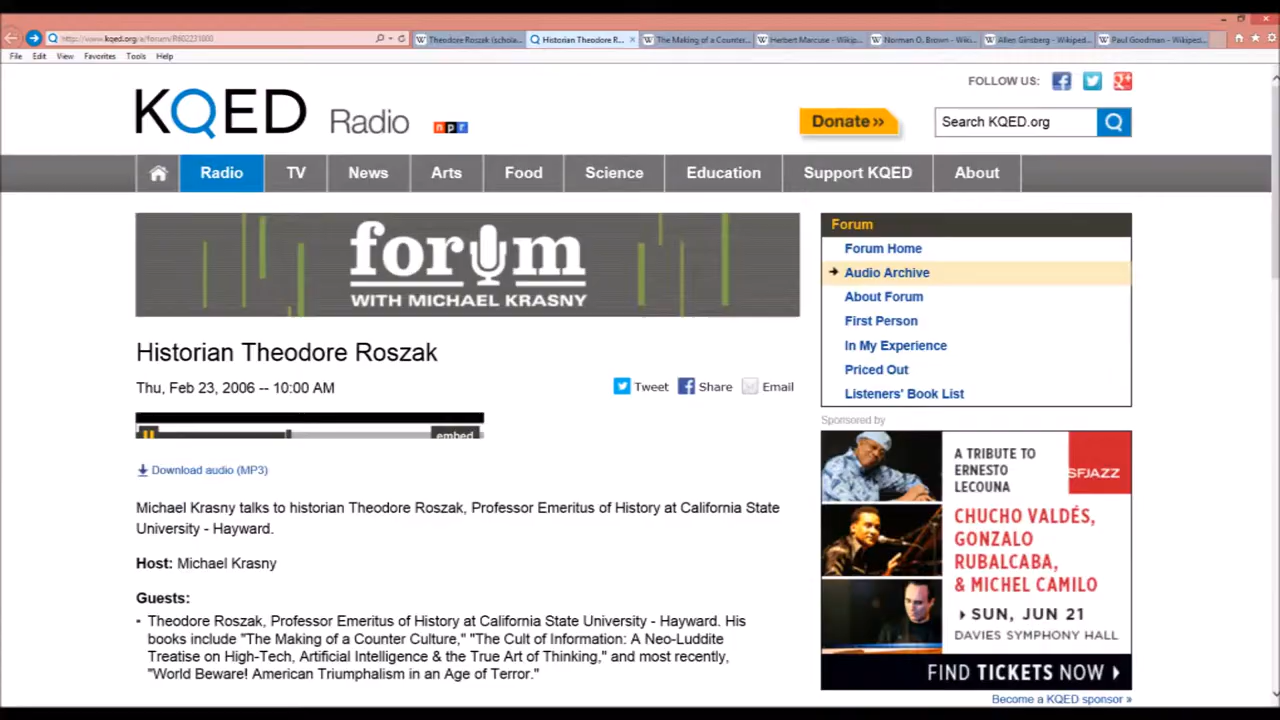 http://www.kqed.org/a/forum/R602231000
Theodore Roszak (schola...
Historian Theodore R...
The Making of a Counter...
Herbert Marcuse - Wikip...
Norman O. Brown - Wiki...
Allen Ginsberg - Wikiped...
Paul Goodman - Wikiped...
File Edit View Favorites Tools Help
FOLLOW US:
KQED Radio npr
Donate >>
Search KQED.org
Radio TV News Arts Food Science Education Support KQED About
forum
WITH MICHAEL KRASNY
Historian Theodore Roszak
Thu, Feb 23, 2006 -- 10:00 AM
Tweet Share Email
embed
Download audio (MP3)
Michael Krasny talks to historian Theodore Roszak, Professor Emeritus of History at California State
University - Hayward.
Host: Michael Krasny
Guests:
• Theodore Roszak, Professor Emeritus of History at California State University - Hayward. His
books include "The Making of a Counter Culture," "The Cult of Information: A Neo-Luddite
Treatise on High-Tech, Artificial Intelligence & the True Art of Thinking," and most recently,
"World Beware! American Triumphalism in an Age of Terror."
Forum
Forum Home
Audio Archive
About Forum
First Person
In My Experience
Priced Out
Listeners' Book List
Sponsored by
A TRIBUTE TO
ERNESTO
LECOUNA
SFJAZZ
CHUCHO VALDÉS,
GONZALO
RUBALCABA,
& MICHEL CAMILO
SUN, JUN 21
DAVIES SYMPHONY HALL
FIND TICKETS NOW
Become a KQED sponsor »